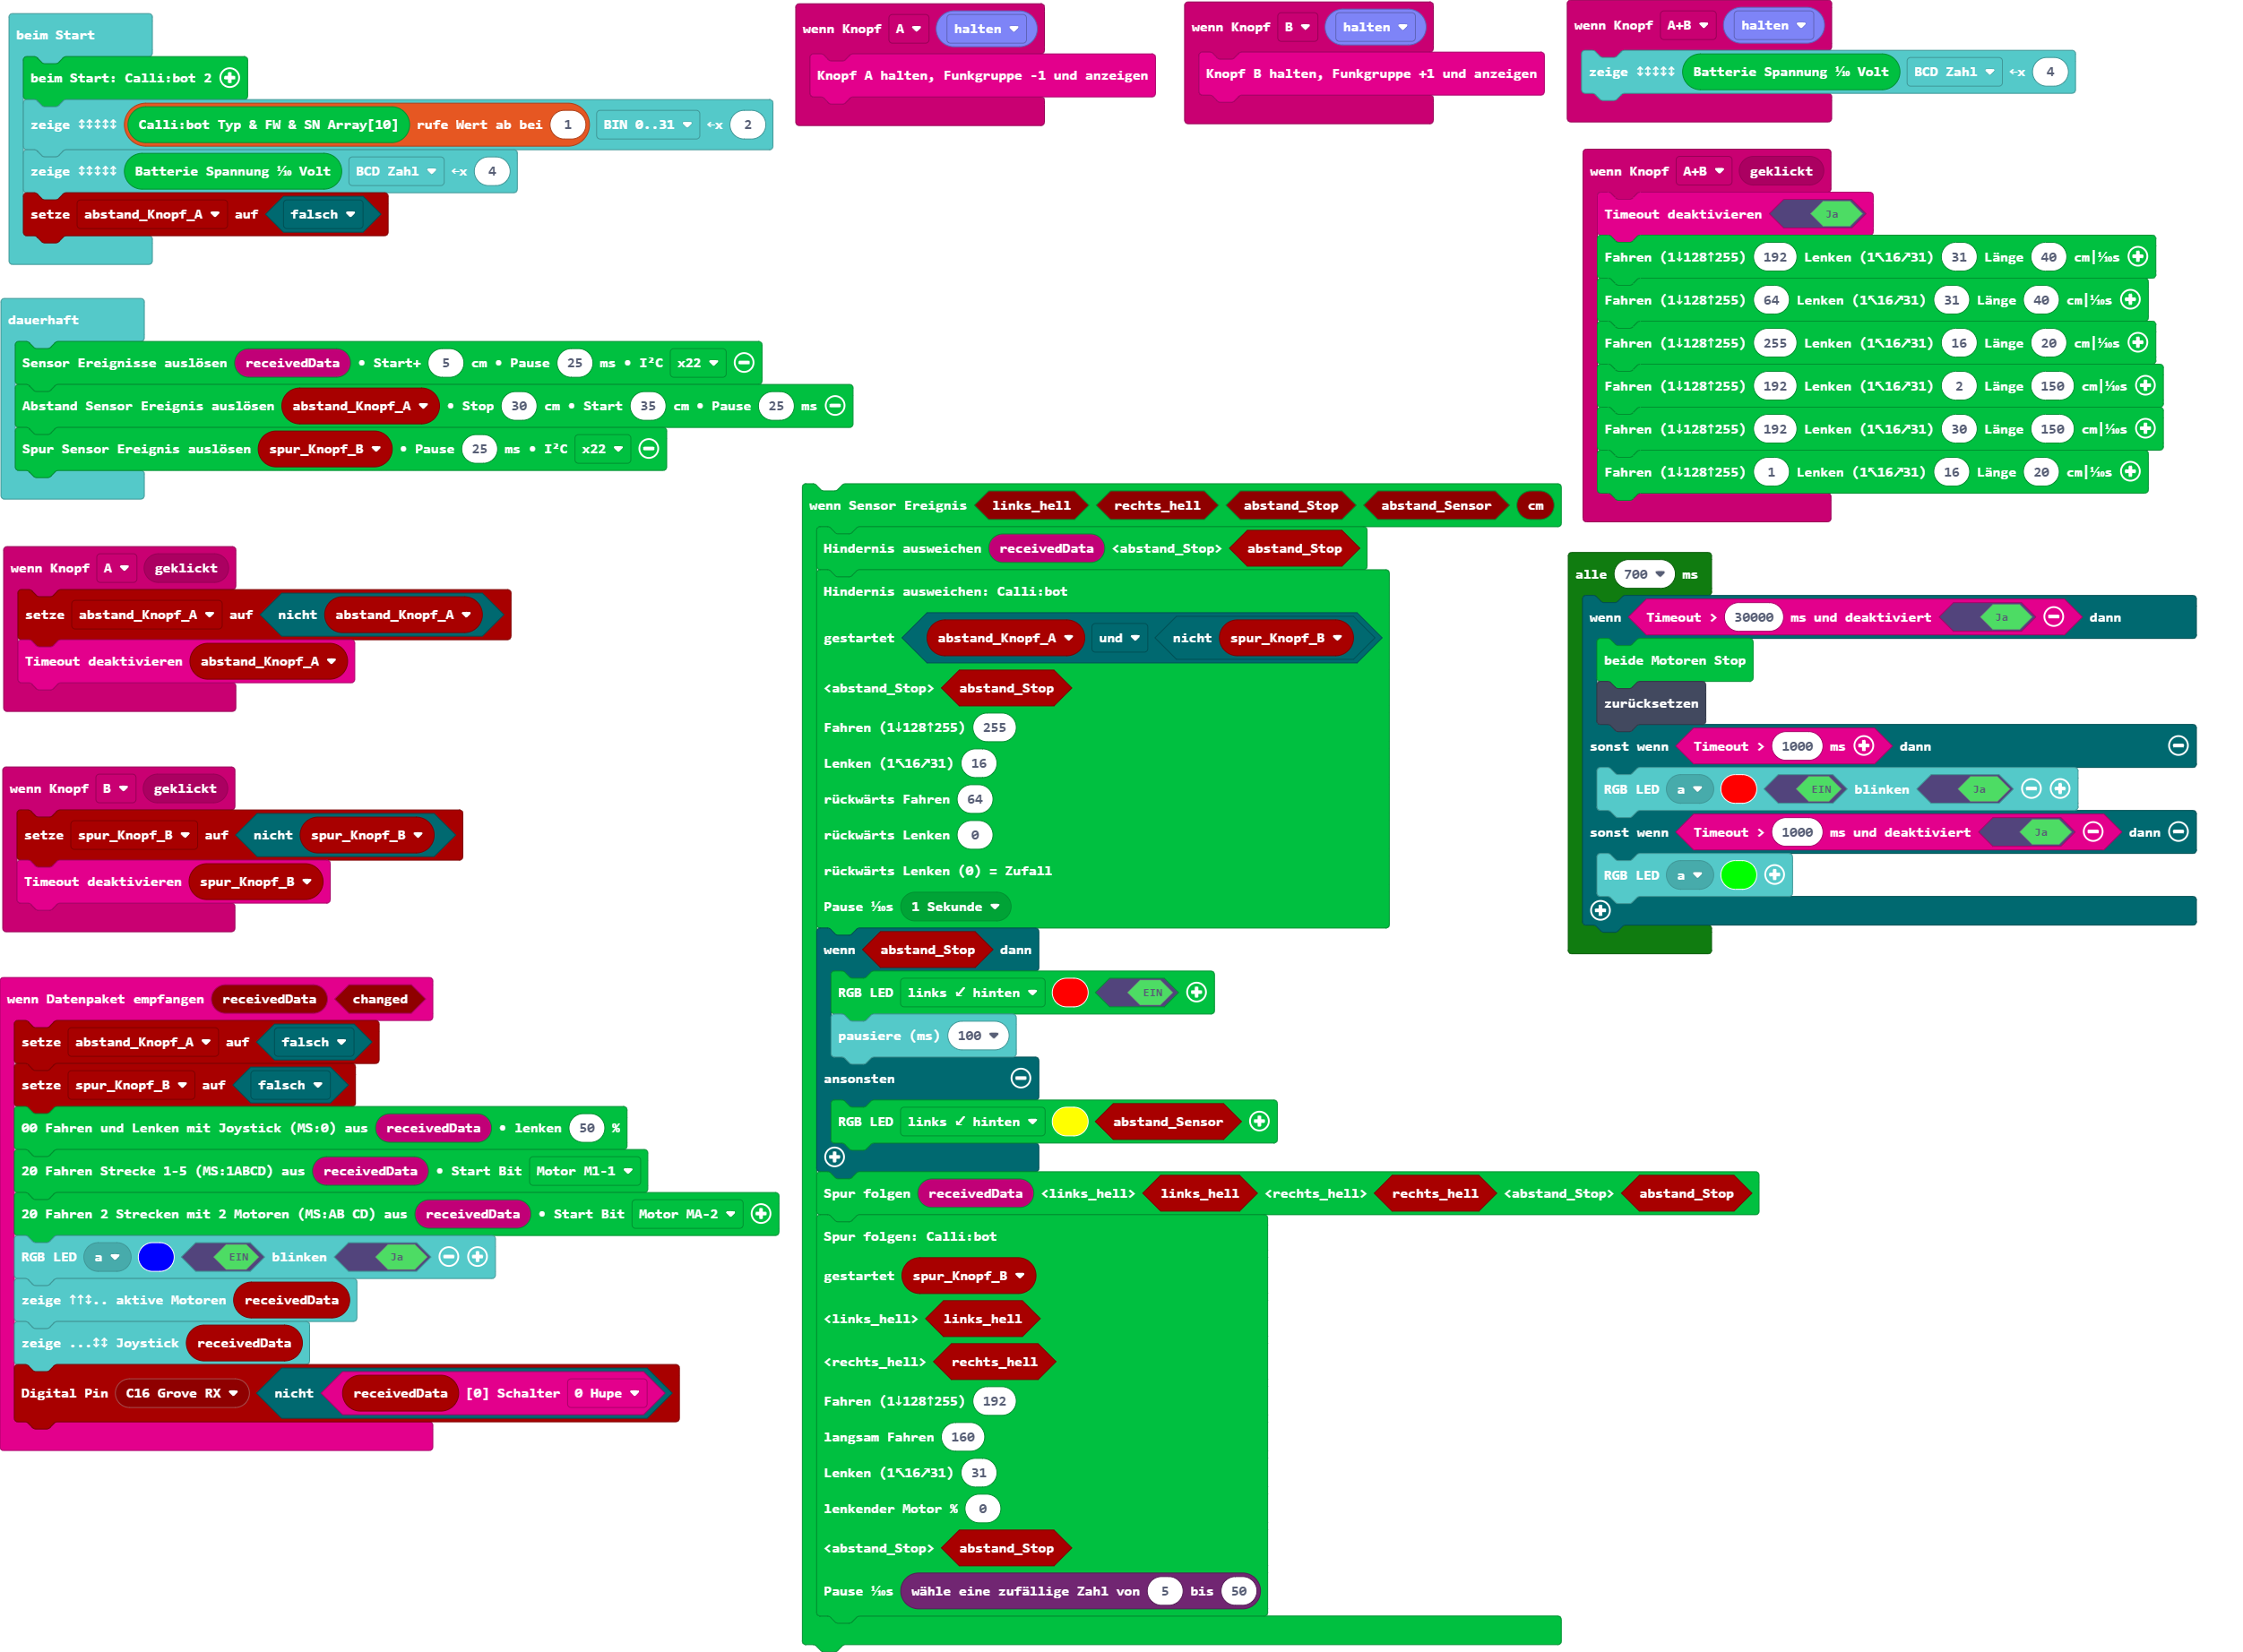 beim Start
beim Start: Calli:bot 2
zeige ↕↕↕↕↕ Calli:bot Typ & FW & SN Array[10] rufe Wert ab bei 1 BIN 0..31 ←x 2
zeige ↕↕↕↕↕ Batterie Spannung ⅒ Volt BCD Zahl ←x 4
setze abstand_Knopf_A auf falsch
dauerhaft
Sensor Ereignisse auslösen receivedData • Start+ 5 cm • Pause 25 ms • I²C x22
Abstand Sensor Ereignis auslösen abstand_Knopf_A • Stop 30 cm • Start 35 cm • Pause 25 ms
Spur Sensor Ereignis auslösen spur_Knopf_B • Pause 25 ms • I²C x22
wenn Knopf A geklickt
setze abstand_Knopf_A auf nicht abstand_Knopf_A
Timeout deaktivieren abstand_Knopf_A
wenn Knopf B geklickt
setze spur_Knopf_B auf nicht spur_Knopf_B
Timeout deaktivieren spur_Knopf_B
wenn Datenpaket empfangen receivedData changed
setze abstand_Knopf_A auf falsch
setze spur_Knopf_B auf falsch
00 Fahren und Lenken mit Joystick (MS:0) aus receivedData • lenken 50 %
20 Fahren Strecke 1-5 (MS:1ABCD) aus receivedData • Start Bit Motor M1-1
20 Fahren 2 Strecken mit 2 Motoren (MS:AB CD) aus receivedData • Start Bit Motor MA-2
RGB LED a EIN blinken Ja
zeige ↑↑↕.. aktive Motoren receivedData
zeige ...↕↕ Joystick receivedData
Digital Pin C16 Grove RX nicht receivedData [0] Schalter 0 Hupe
wenn Knopf A halten
Knopf A halten, Funkgruppe -1 und anzeigen
wenn Knopf B halten
Knopf B halten, Funkgruppe +1 und anzeigen
wenn Knopf A+B halten
zeige ↕↕↕↕↕ Batterie Spannung ⅒ Volt BCD Zahl ←x 4
wenn Knopf A+B geklickt
Timeout deaktivieren Ja
Fahren (1↓128↑255) 192 Lenken (1↖16↗31) 31 Länge 40 cm|⅒s
Fahren (1↓128↑255) 64 Lenken (1↖16↗31) 31 Länge 40 cm|⅒s
Fahren (1↓128↑255) 255 Lenken (1↖16↗31) 16 Länge 20 cm|⅒s
Fahren (1↓128↑255) 192 Lenken (1↖16↗31) 2 Länge 150 cm|⅒s
Fahren (1↓128↑255) 192 Lenken (1↖16↗31) 30 Länge 150 cm|⅒s
Fahren (1↓128↑255) 1 Lenken (1↖16↗31) 16 Länge 20 cm|⅒s
wenn Sensor Ereignis links_hell rechts_hell abstand_Stop abstand_Sensor cm
Hindernis ausweichen receivedData <abstand_Stop> abstand_Stop
Hindernis ausweichen: Calli:bot
gestartet abstand_Knopf_A und nicht spur_Knopf_B
<abstand_Stop> abstand_Stop
Fahren (1↓128↑255) 255
Lenken (1↖16↗31) 16
rückwärts Fahren 64
rückwärts Lenken 0
rückwärts Lenken (0) = Zufall
Pause ⅒s 1 Sekunde
wenn abstand_Stop dann
RGB LED links ↙ hinten EIN
pausiere (ms) 100
ansonsten
RGB LED links ↙ hinten abstand_Sensor
Spur folgen receivedData <links_hell> links_hell <rechts_hell> rechts_hell <abstand_Stop> abstand_Stop
Spur folgen: Calli:bot
gestartet spur_Knopf_B
<links_hell> links_hell
<rechts_hell> rechts_hell
Fahren (1↓128↑255) 192
langsam Fahren 160
Lenken (1↖16↗31) 31
lenkender Motor % 0
<abstand_Stop> abstand_Stop
Pause ⅒s wähle eine zufällige Zahl von 5 bis 50
alle 700 ms
wenn Timeout > 30000 ms und deaktiviert Ja dann
beide Motoren Stop
zurücksetzen
sonst wenn Timeout > 1000 ms dann
RGB LED a EIN blinken Ja
sonst wenn Timeout > 1000 ms und deaktiviert Ja dann
RGB LED a